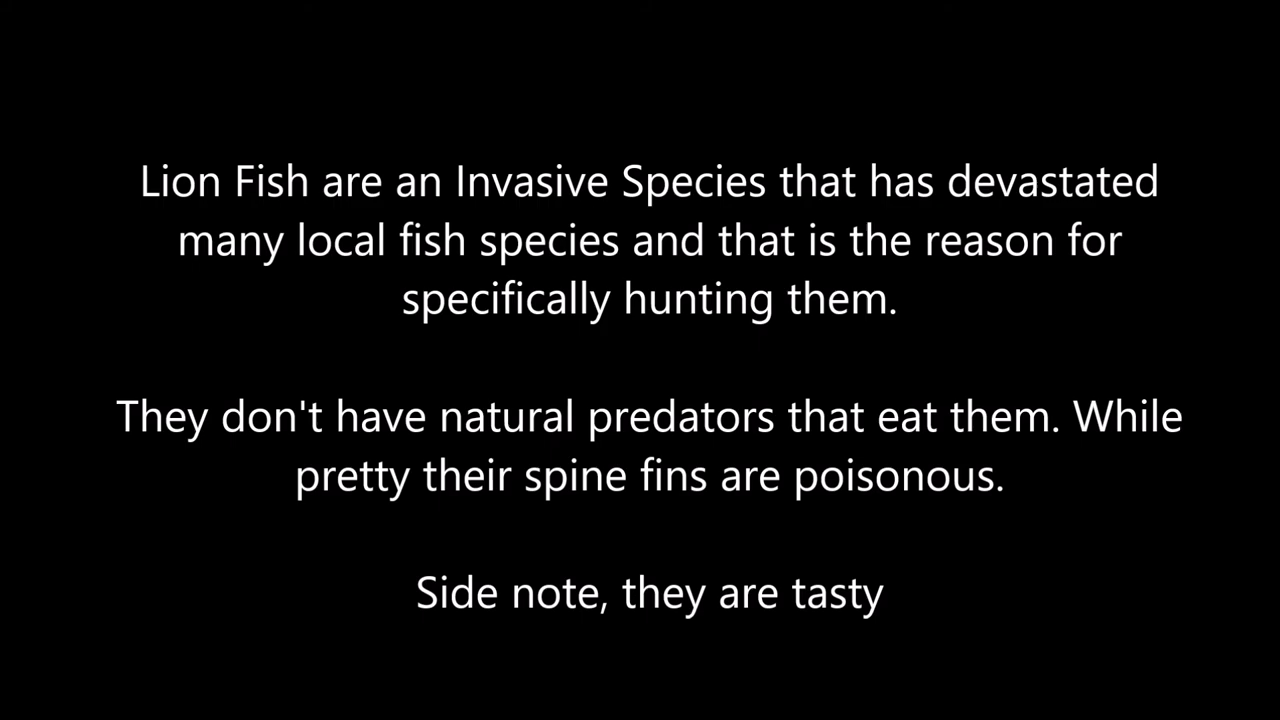 Lion Fish are an Invasive Species that has devastated
many local fish species and that is the reason for
specifically hunting them.
They don't have natural predators that eat them. While
pretty their spine fins are poisonous.
Side note, they are tasty